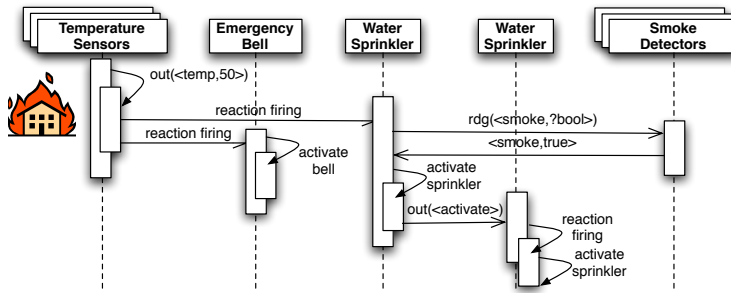 Temperature
Sensors
Emergency
Bell
Water
Sprinkler
Water
Sprinkler
Smoke
Detectors
out(<temp,50>)
reaction firing
rdg(<smoke,?bool>)
reaction firing
<smoke,true>
activate
bell
activate
sprinkler
out(<activate>)
reaction
firing
activate
sprinkler